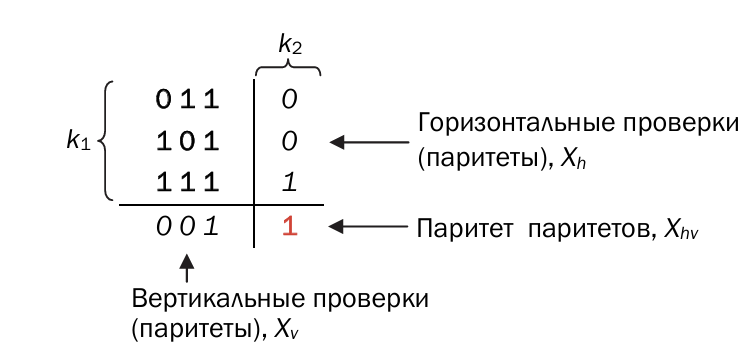 k2
0 1 1 0
k1 1 0 1 0
1 1 1 1
0 0 1 1
Горизонтальные проверки
(паритеты), Xh
Паритет паритетов, Xhv
Вертикальные проверки
(паритеты), Xv